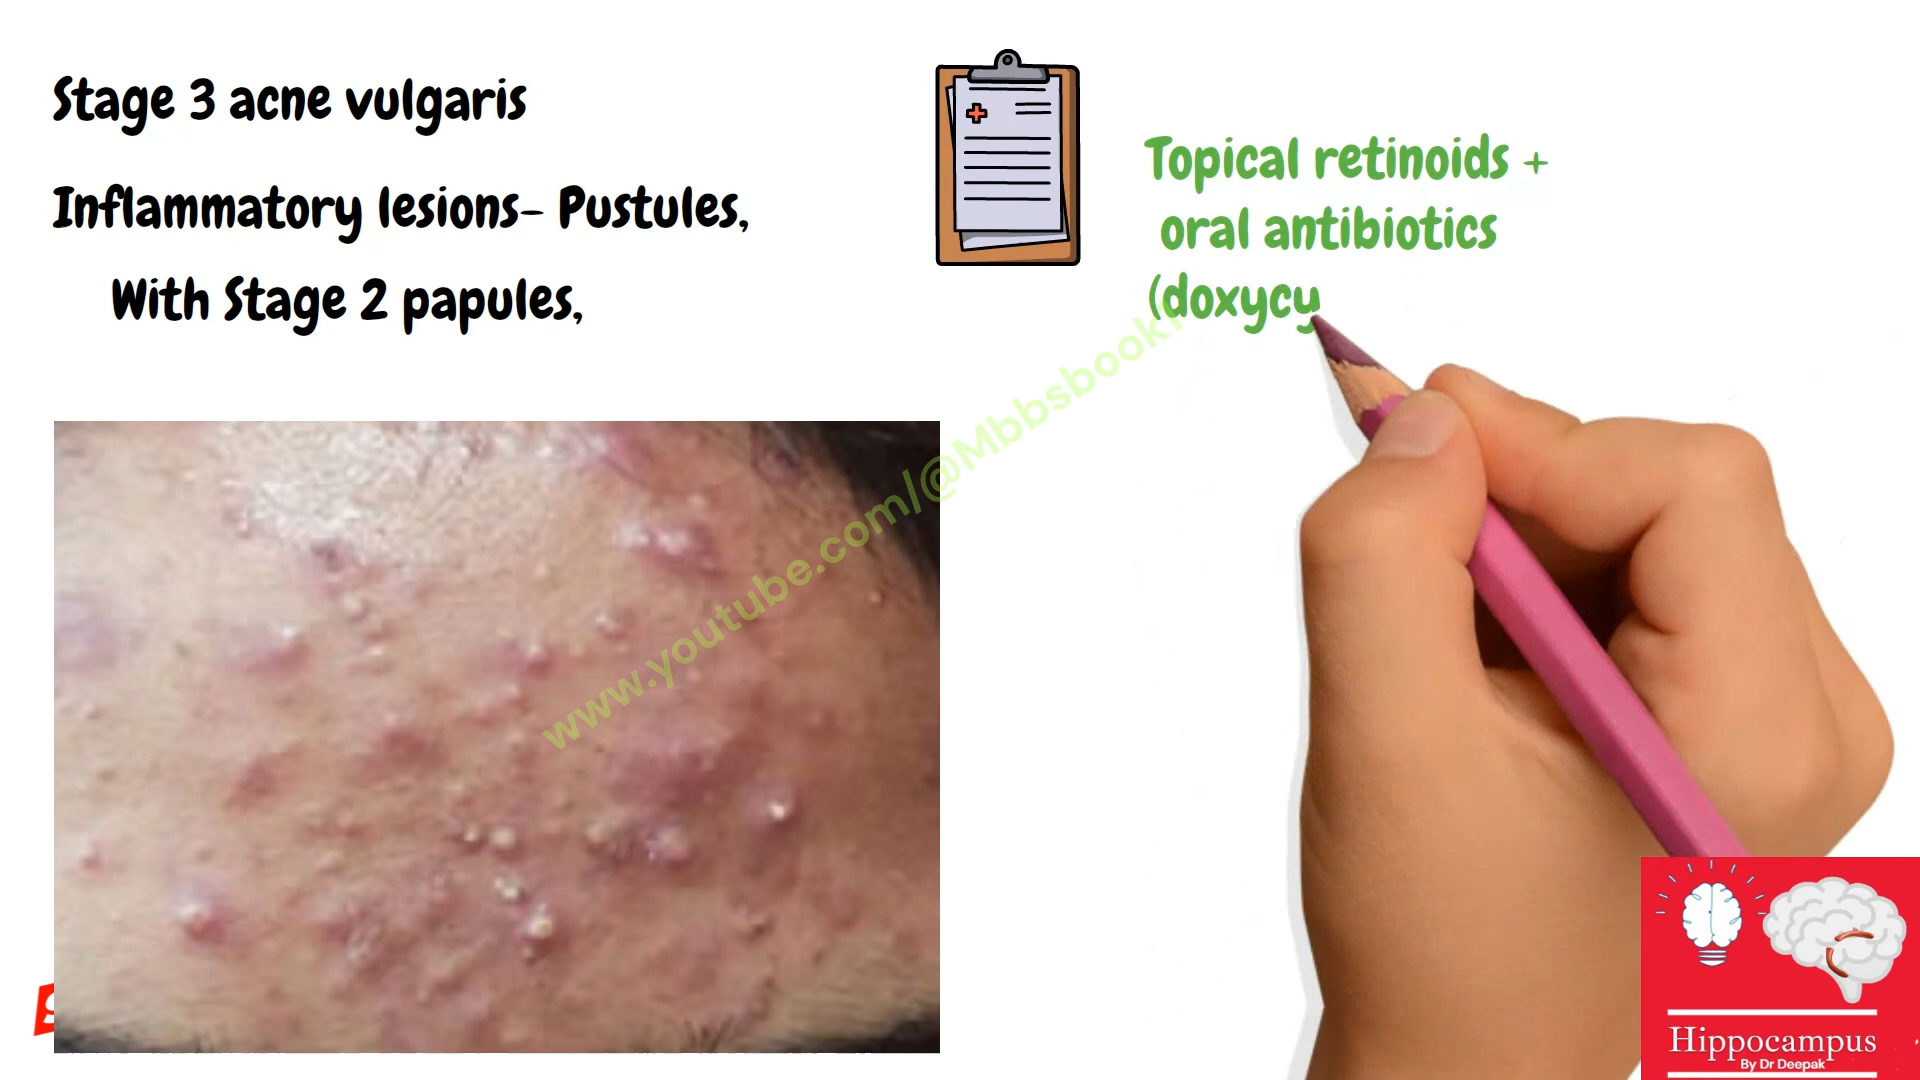 Stage 3 acne vulgaris
Inflammatory lesions- Pustules,
With Stage 2 papules,
Topical retinoids +
oral antibiotics
(doxycy
www.youtube.com/@Mbbsbook
Hippocampus
By Dr Deepak